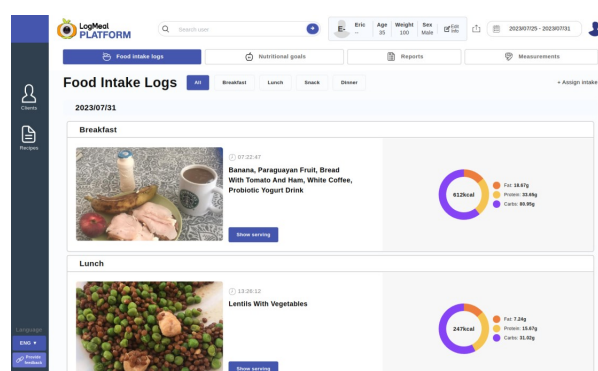 LogMeal
PLATFORM
Search user
E-
Eric
--
Age
35
Weight
100
Sex
Male
Edit
Info
2023/07/25 - 2023/07/31
Food intake logs
Nutritional goals
Reports
Measurements
Food Intake Logs
All
Breakfast
Lunch
Snack
Dinner
+ Assign intake
Clients
Recipes
2023/07/31
Breakfast
07:22:47
Banana, Paraguayan Fruit, Bread
With Tomato And Ham, White Coffee,
Probiotic Yogurt Drink
Show serving
612kcal
Fat: 18.67g
Protein: 33.65g
Carbs: 80.95g
Lunch
13:26:12
Lentils With Vegetables
Show serving
247kcal
Fat: 7.24g
Protein: 15.67g
Carbs: 31.02g
Language
ENG ▼
Provide
feedback